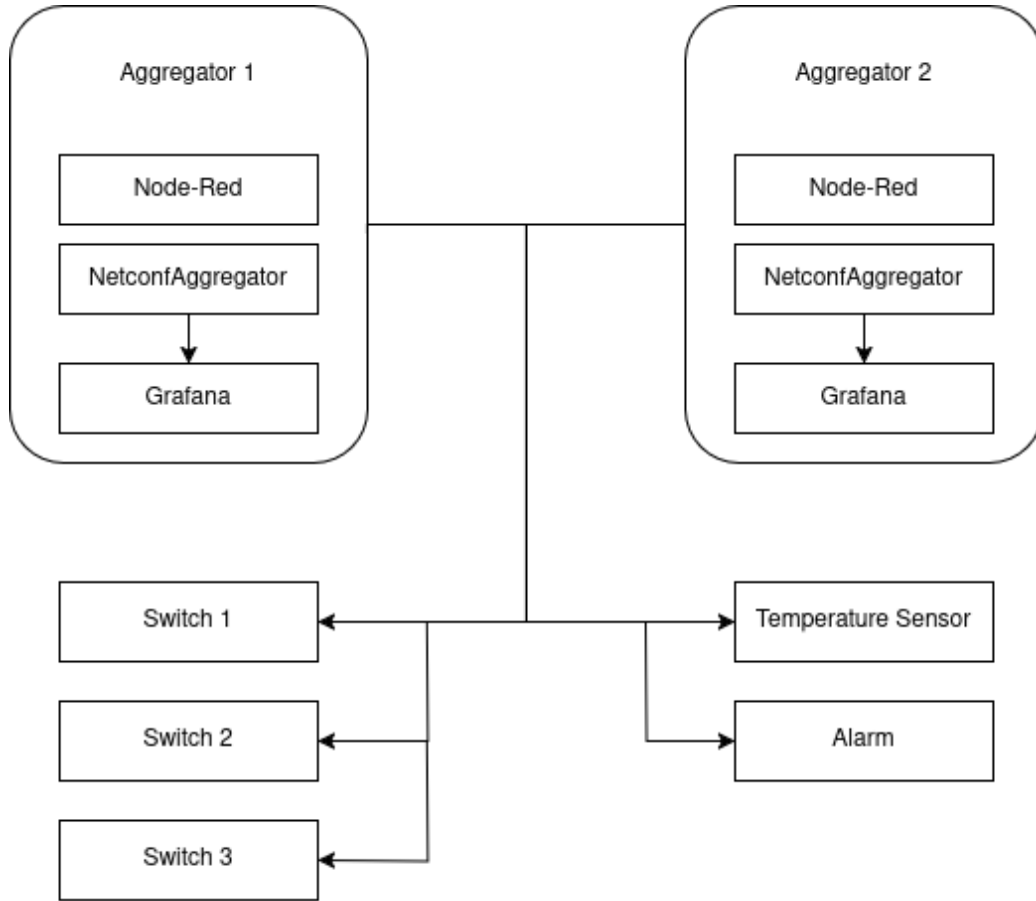 Aggregator 1
Node-Red
NetconfAggregator
Grafana
Aggregator 2
Node-Red
NetconfAggregator
Grafana
Switch 1
Switch 2
Switch 3
Temperature Sensor
Alarm